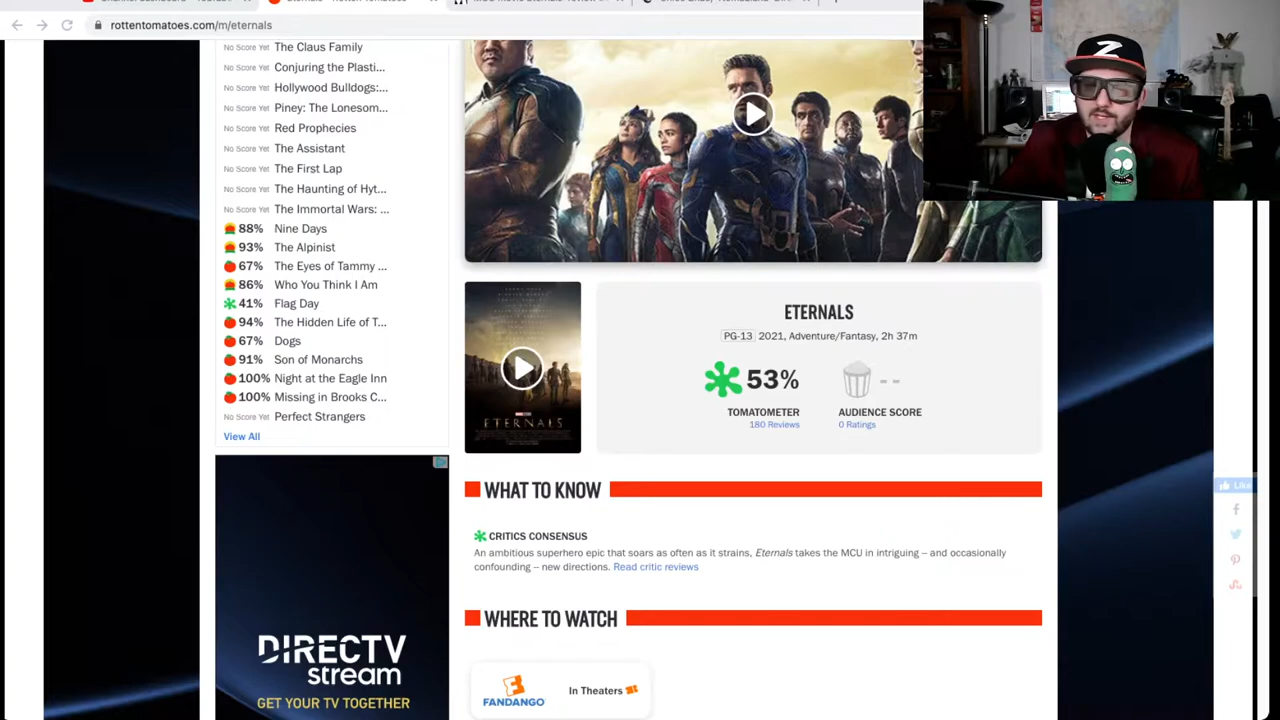 rottentomatoes.com/m/eternals
No Score Yet The Claus Family
No Score Yet Conjuring the Plasti...
No Score Yet Hollywood Bulldogs:...
No Score Yet Piney: The Lonesom...
No Score Yet Red Prophecies
No Score Yet The Assistant
No Score Yet The First Lap
No Score Yet The Haunting of Hyt...
No Score Yet The Immortal Wars: ...
88% Nine Days
93% The Alpinist
67% The Eyes of Tammy ...
86% Who You Think I Am
41% Flag Day
94% The Hidden Life of T...
67% Dogs
91% Son of Monarchs
100% Night at the Eagle Inn
100% Missing in Brooks C...
No Score Yet Perfect Strangers
View All
DIRECTV
stream
GET YOUR TV TOGETHER
ETERNALS
ETERNALS
PG-13 2021, Adventure/Fantasy, 2h 37m
53%
TOMATOMETER
180 Reviews
- -
AUDIENCE SCORE
0 Ratings
WHAT TO KNOW
CRITICS CONSENSUS
An ambitious superhero epic that soars as often as it strains, Eternals takes the MCU in intriguing -- and occasionally
confounding -- new directions. Read critic reviews
WHERE TO WATCH
FANDANGO
In Theaters
Like
Z